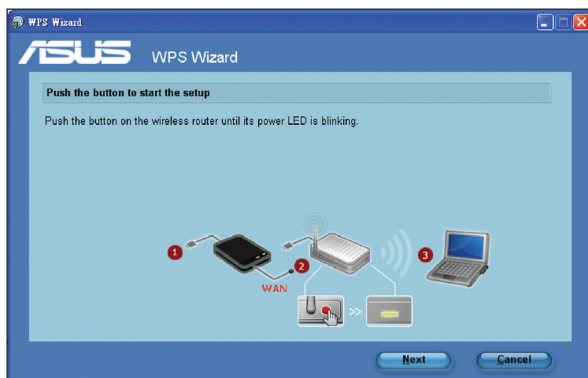 WPS Wizard
ASUS WPS Wizard
Push the button to start the setup
Push the button on the wireless router until its power LED is blinking.
1
2
3
WAN
>>
Next
Cancel